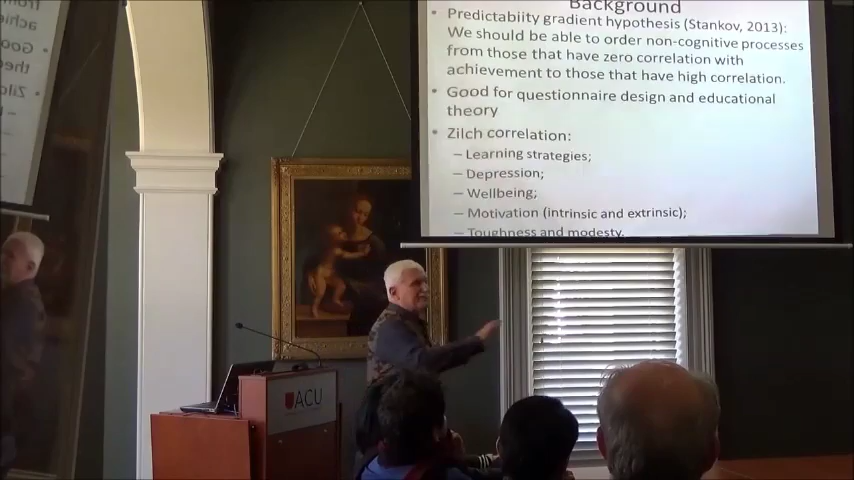 Background
• Predictabiity gradient hypothesis (Stankov, 2013):
We should be able to order non-cognitive processes
from those that have zero correlation with
achievement to those that have high correlation.
• Good for questionnaire design and educational
theory
• Zilch correlation:
– Learning strategies;
– Depression;
– Wellbeing;
– Motivation (intrinsic and extrinsic);
– Toughness and modesty.
ACU